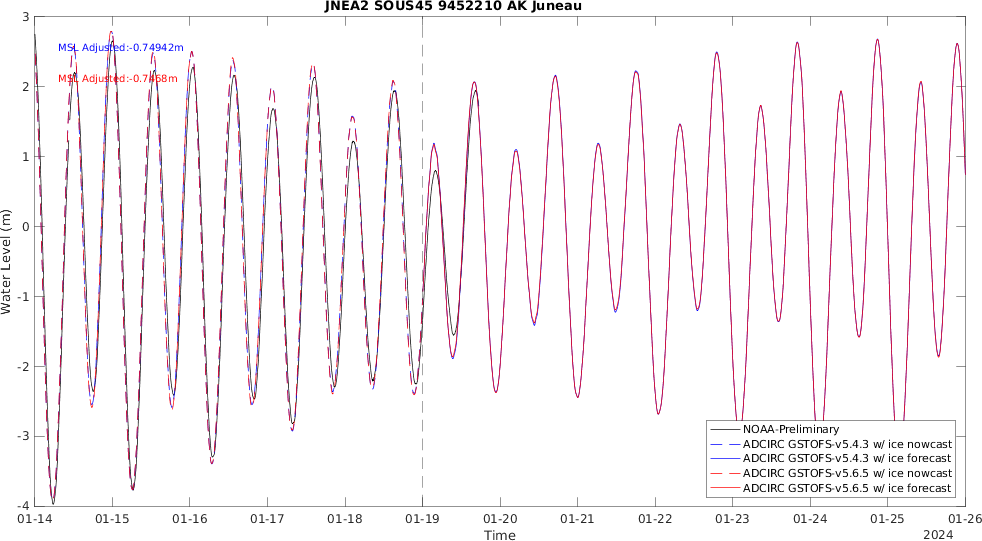 JNEA2 SOUS45 9452210 AK Juneau
3
2
1
0
-1
-2
-3
-4
Water Level (m)
MSL Adjusted:-0.74942m
MSL Adjusted:-0.7468m
NOAA-Preliminary
ADCIRC GSTOFS-v5.4.3 w/ ice nowcast
ADCIRC GSTOFS-v5.4.3 w/ ice forecast
ADCIRC GSTOFS-v5.6.5 w/ ice nowcast
ADCIRC GSTOFS-v5.6.5 w/ ice forecast
01-14 01-15 01-16 01-17 01-18 01-19 01-20 01-21 01-22 01-23 01-24 01-25 01-26
Time
2024